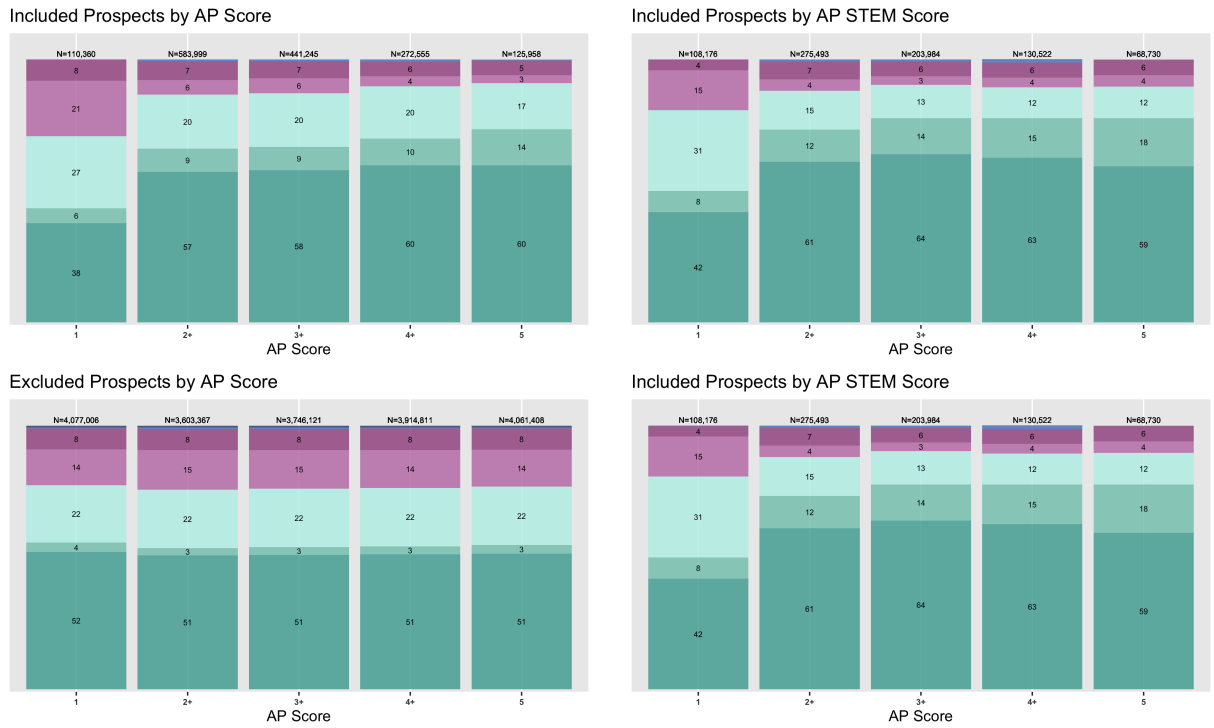 Included Prospects by AP Score
N=110,360 N=583,999 N=441,245 N=272,555 N=125,958
8 7 7 6 5
21 6 6 4 3
27 20 20 20 17
6 9 9 10 14
38 57 58 60 60
1 2+ 3+ 4+ 5
AP Score
Included Prospects by AP STEM Score
N=108,176 N=275,493 N=203,984 N=130,522 N=68,730
4 7 6 6 6
15 4 3 4 4
31 15 13 12 12
8 12 14 15 18
42 61 64 63 59
1 2+ 3+ 4+ 5
AP Score
Excluded Prospects by AP Score
N=4,077,006 N=3,603,367 N=3,746,121 N=3,914,811 N=4,061,408
8 8 8 8 8
14 15 15 14 14
22 22 22 22 22
4 3 3 3 3
52 51 51 51 51
1 2+ 3+ 4+ 5
AP Score
Included Prospects by AP STEM Score
N=108,176 N=275,493 N=203,984 N=130,522 N=68,730
4 7 6 6 6
15 4 3 4 4
31 15 13 12 12
8 12 14 15 18
42 61 64 63 59
1 2+ 3+ 4+ 5
AP Score